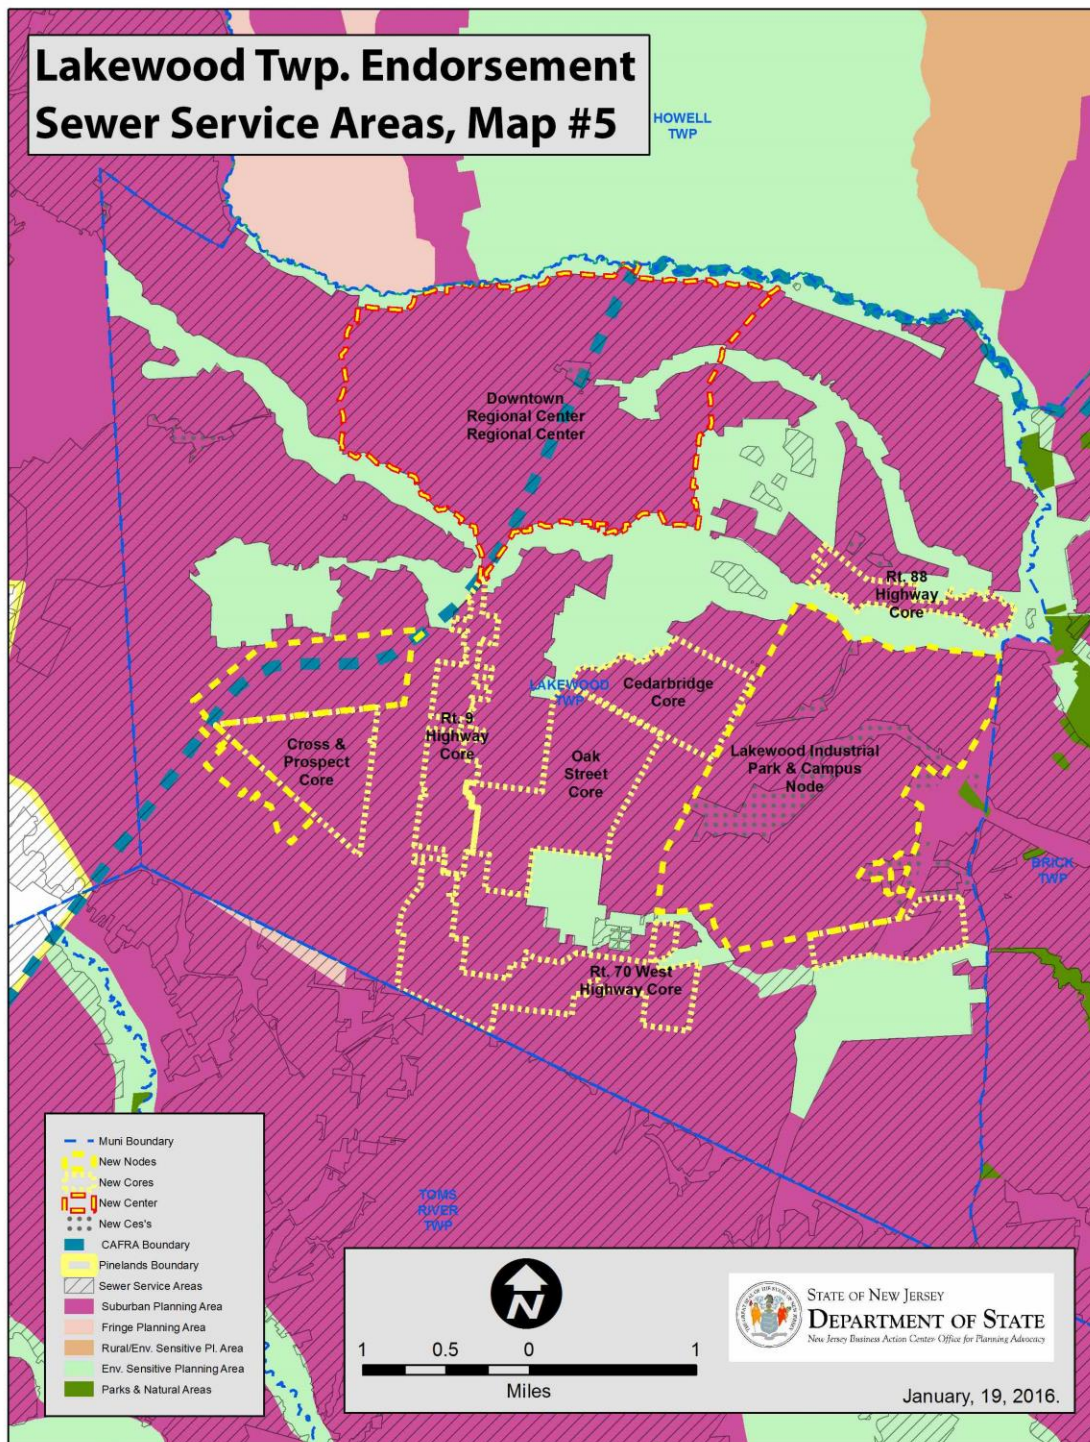 Lakewood Twp. Endorsement
Sewer Service Areas, Map #5
HOWELL
TWP
Downtown
Regional Center
Regional Center
Rt. 88
Highway
Core
LAKEWOOD
TWP
Cedarbridge
Core
Rt. 9
Highway
Core
Cross &
Prospect
Core
Oak
Street
Core
Lakewood Industrial
Park & Campus
Node
BRICK
TWP
Rt. 70 West
Highway Core
TOMS
RIVER
TWP
Muni Boundary
New Nodes
New Cores
New Center
New Ces's
CAFRA Boundary
Pinelands Boundary
Sewer Service Areas
Suburban Planning Area
Fringe Planning Area
Rural/Env. Sensitive Pl. Area
Env. Sensitive Planning Area
Parks & Natural Areas
N
1 0.5 0 1
Miles
STATE OF NEW JERSEY
DEPARTMENT OF STATE
New Jersey Business Action Center Office for Planning Advocacy
January, 19, 2016.